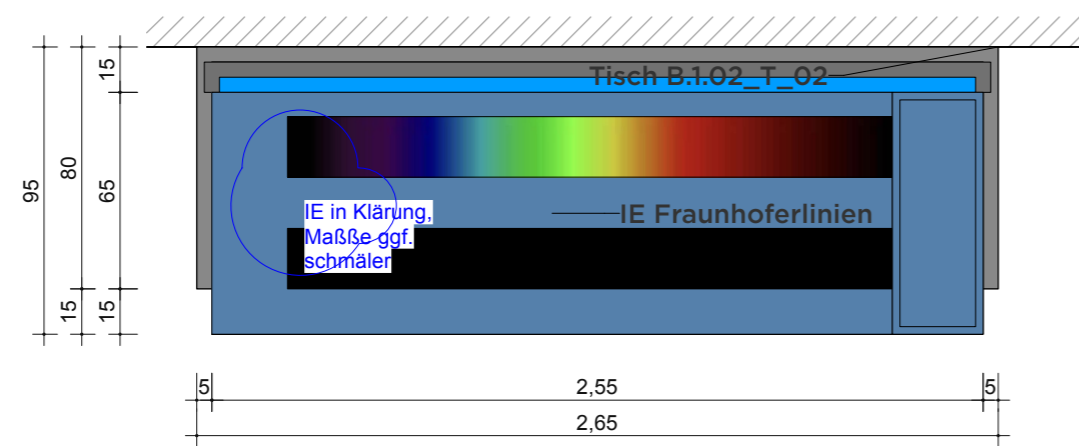 Tisch B.1.02_T_02
IE Fraunhoferlinien
IE in Klärung,
Maßße ggf.
schmäler
95
80
15
15
65
15
5
2,55
5
2,65